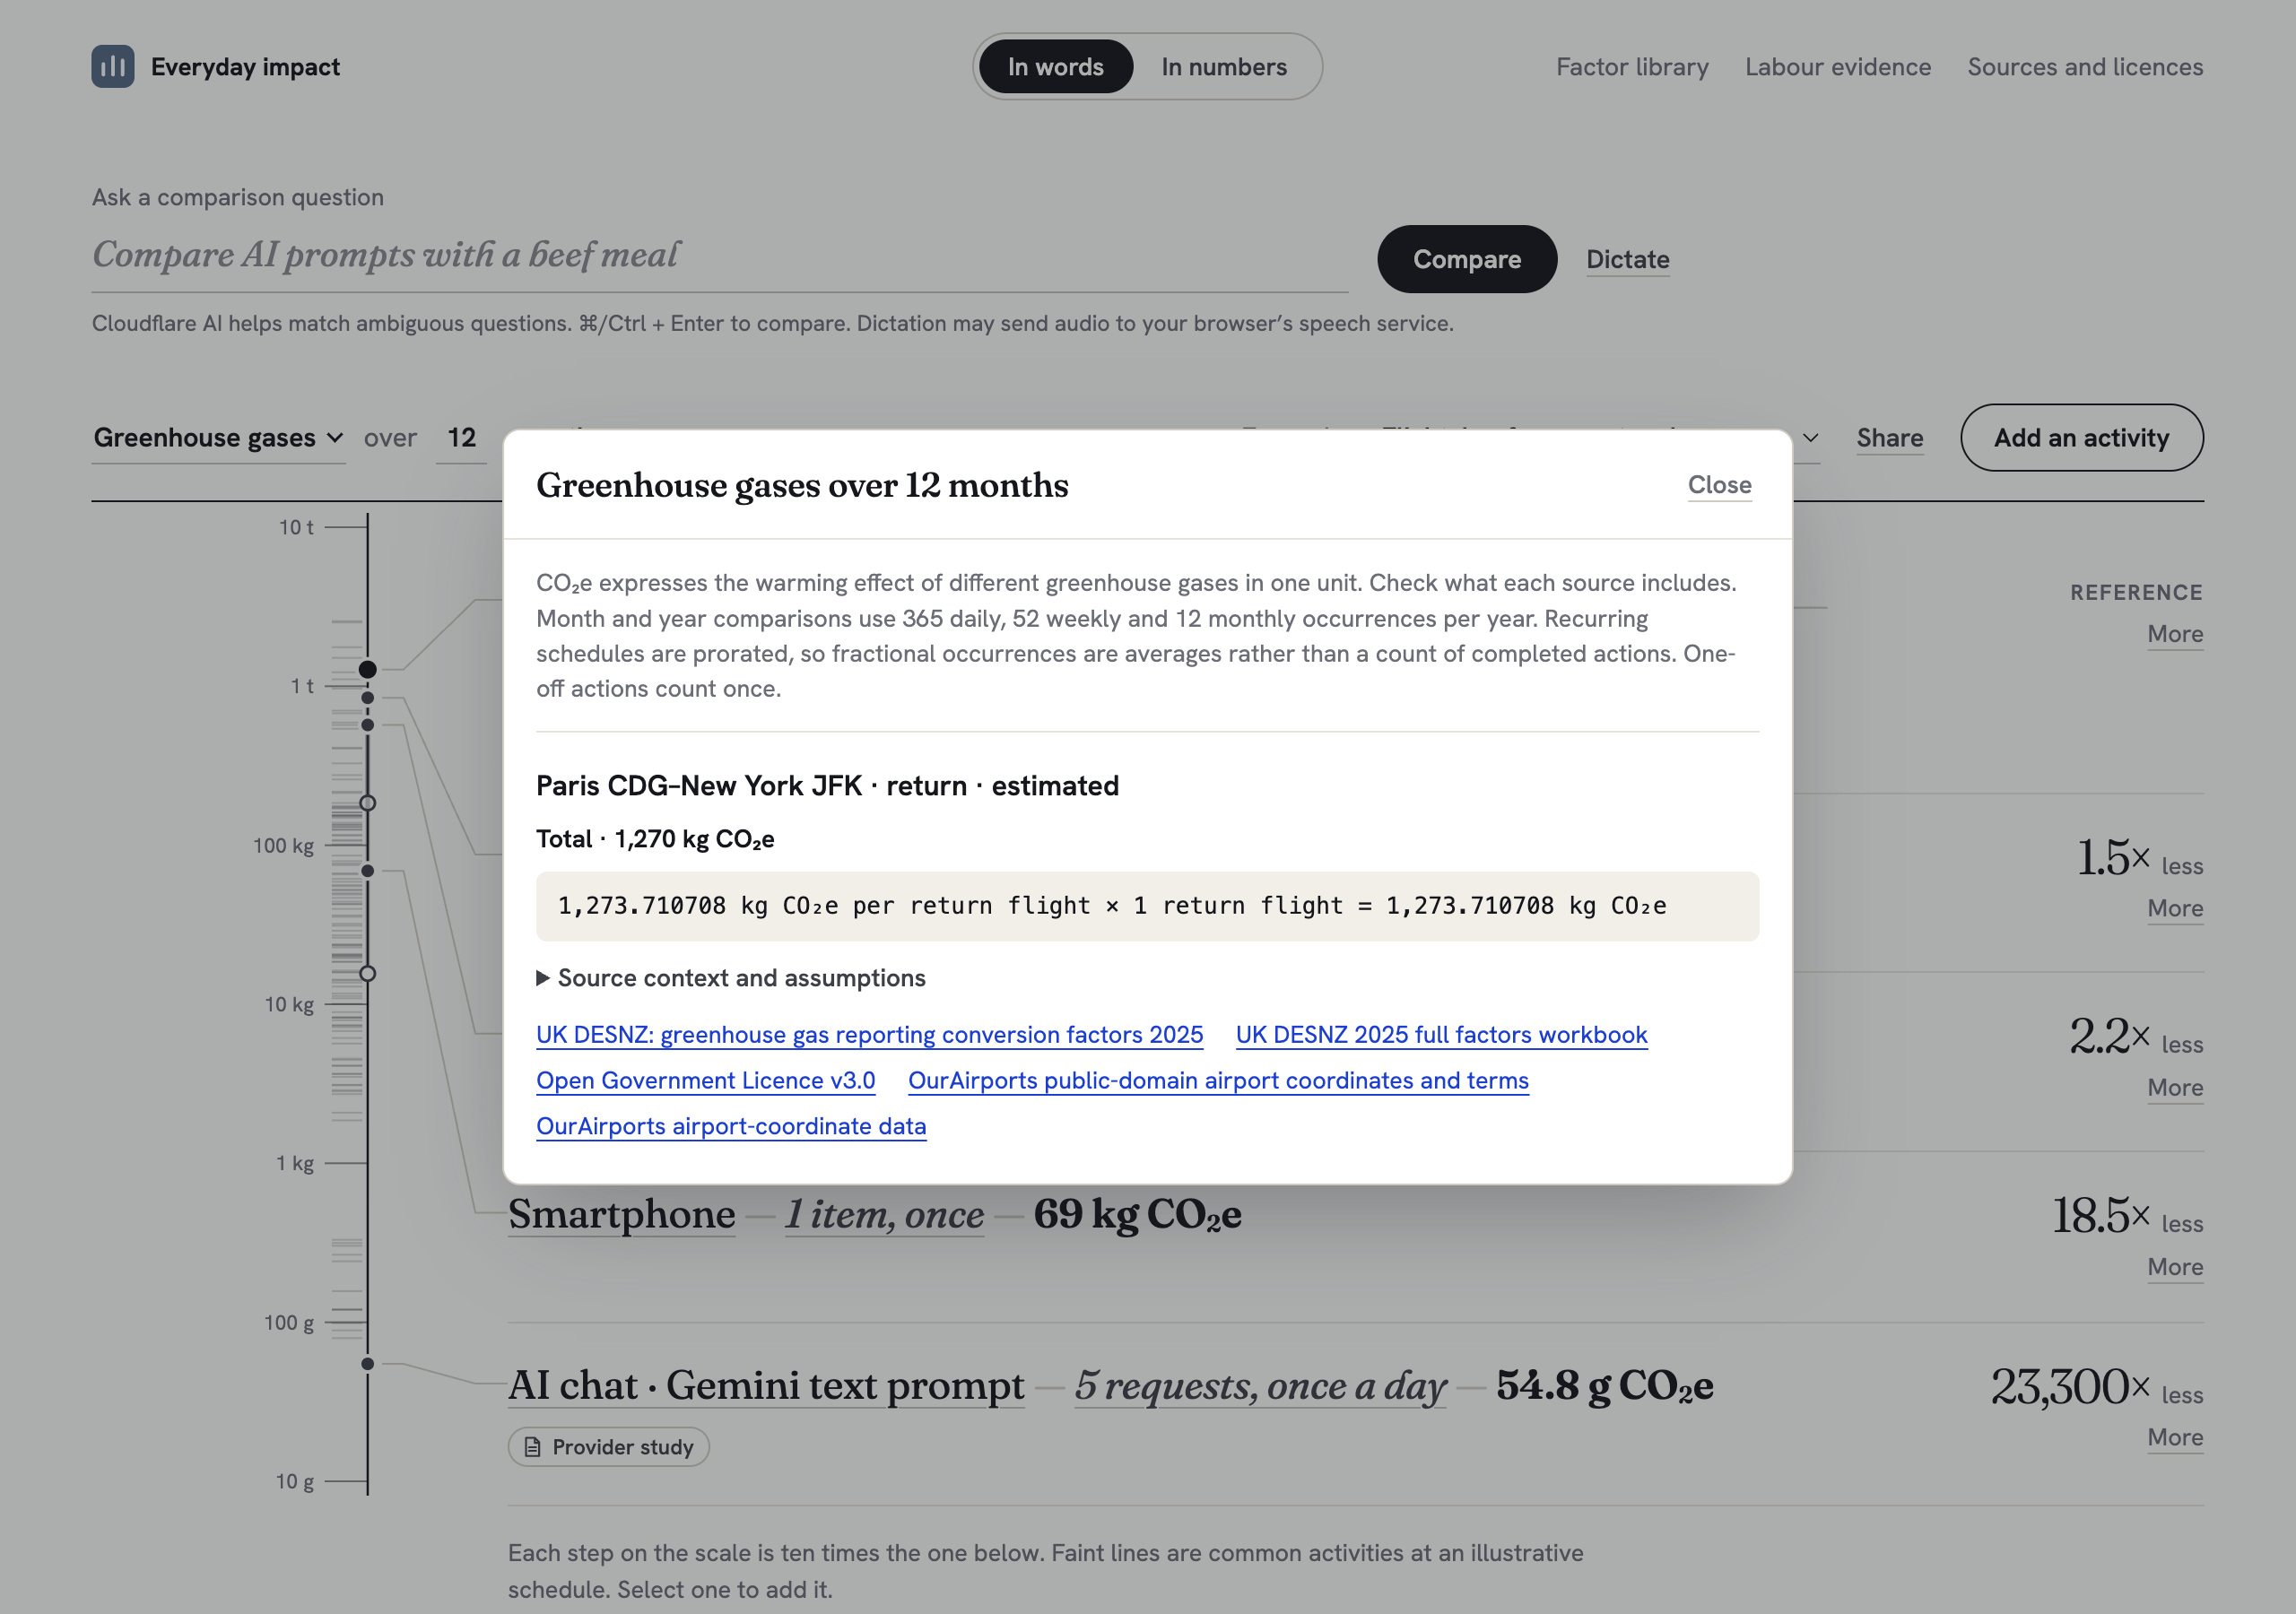 Everyday impact
In words
In numbers
Factor library
Labour evidence
Sources and licences
Ask a comparison question
Compare AI prompts with a beef meal
Compare
Dictate
Cloudflare AI helps match ambiguous questions. ⌘/Ctrl + Enter to compare. Dictation may send audio to your browser’s speech service.
Greenhouse gases over 12
Share
Add an activity
Greenhouse gases over 12 months
Close
CO₂e expresses the warming effect of different greenhouse gases in one unit. Check what each source includes.
Month and year comparisons use 365 daily, 52 weekly and 12 monthly occurrences per year. Recurring
schedules are prorated, so fractional occurrences are averages rather than a count of completed actions. One-
off actions count once.
Paris CDG–New York JFK · return · estimated
Total · 1,270 kg CO₂e
1,273.710708 kg CO₂e per return flight × 1 return flight = 1,273.710708 kg CO₂e
▶ Source context and assumptions
UK DESNZ: greenhouse gas reporting conversion factors 2025 UK DESNZ 2025 full factors workbook
Open Government Licence v3.0 OurAirports public-domain airport coordinates and terms
OurAirports airport-coordinate data
10 t
1 t
100 kg
10 kg
1 kg
100 g
10 g
REFERENCE
More
1.5× less
More
2.2× less
More
Smartphone — 1 item, once — 69 kg CO₂e
18.5× less
More
AI chat · Gemini text prompt — 5 requests, once a day — 54.8 g CO₂e
23,300× less
Provider study
More
Each step on the scale is ten times the one below. Faint lines are common activities at an illustrative
schedule. Select one to add it.